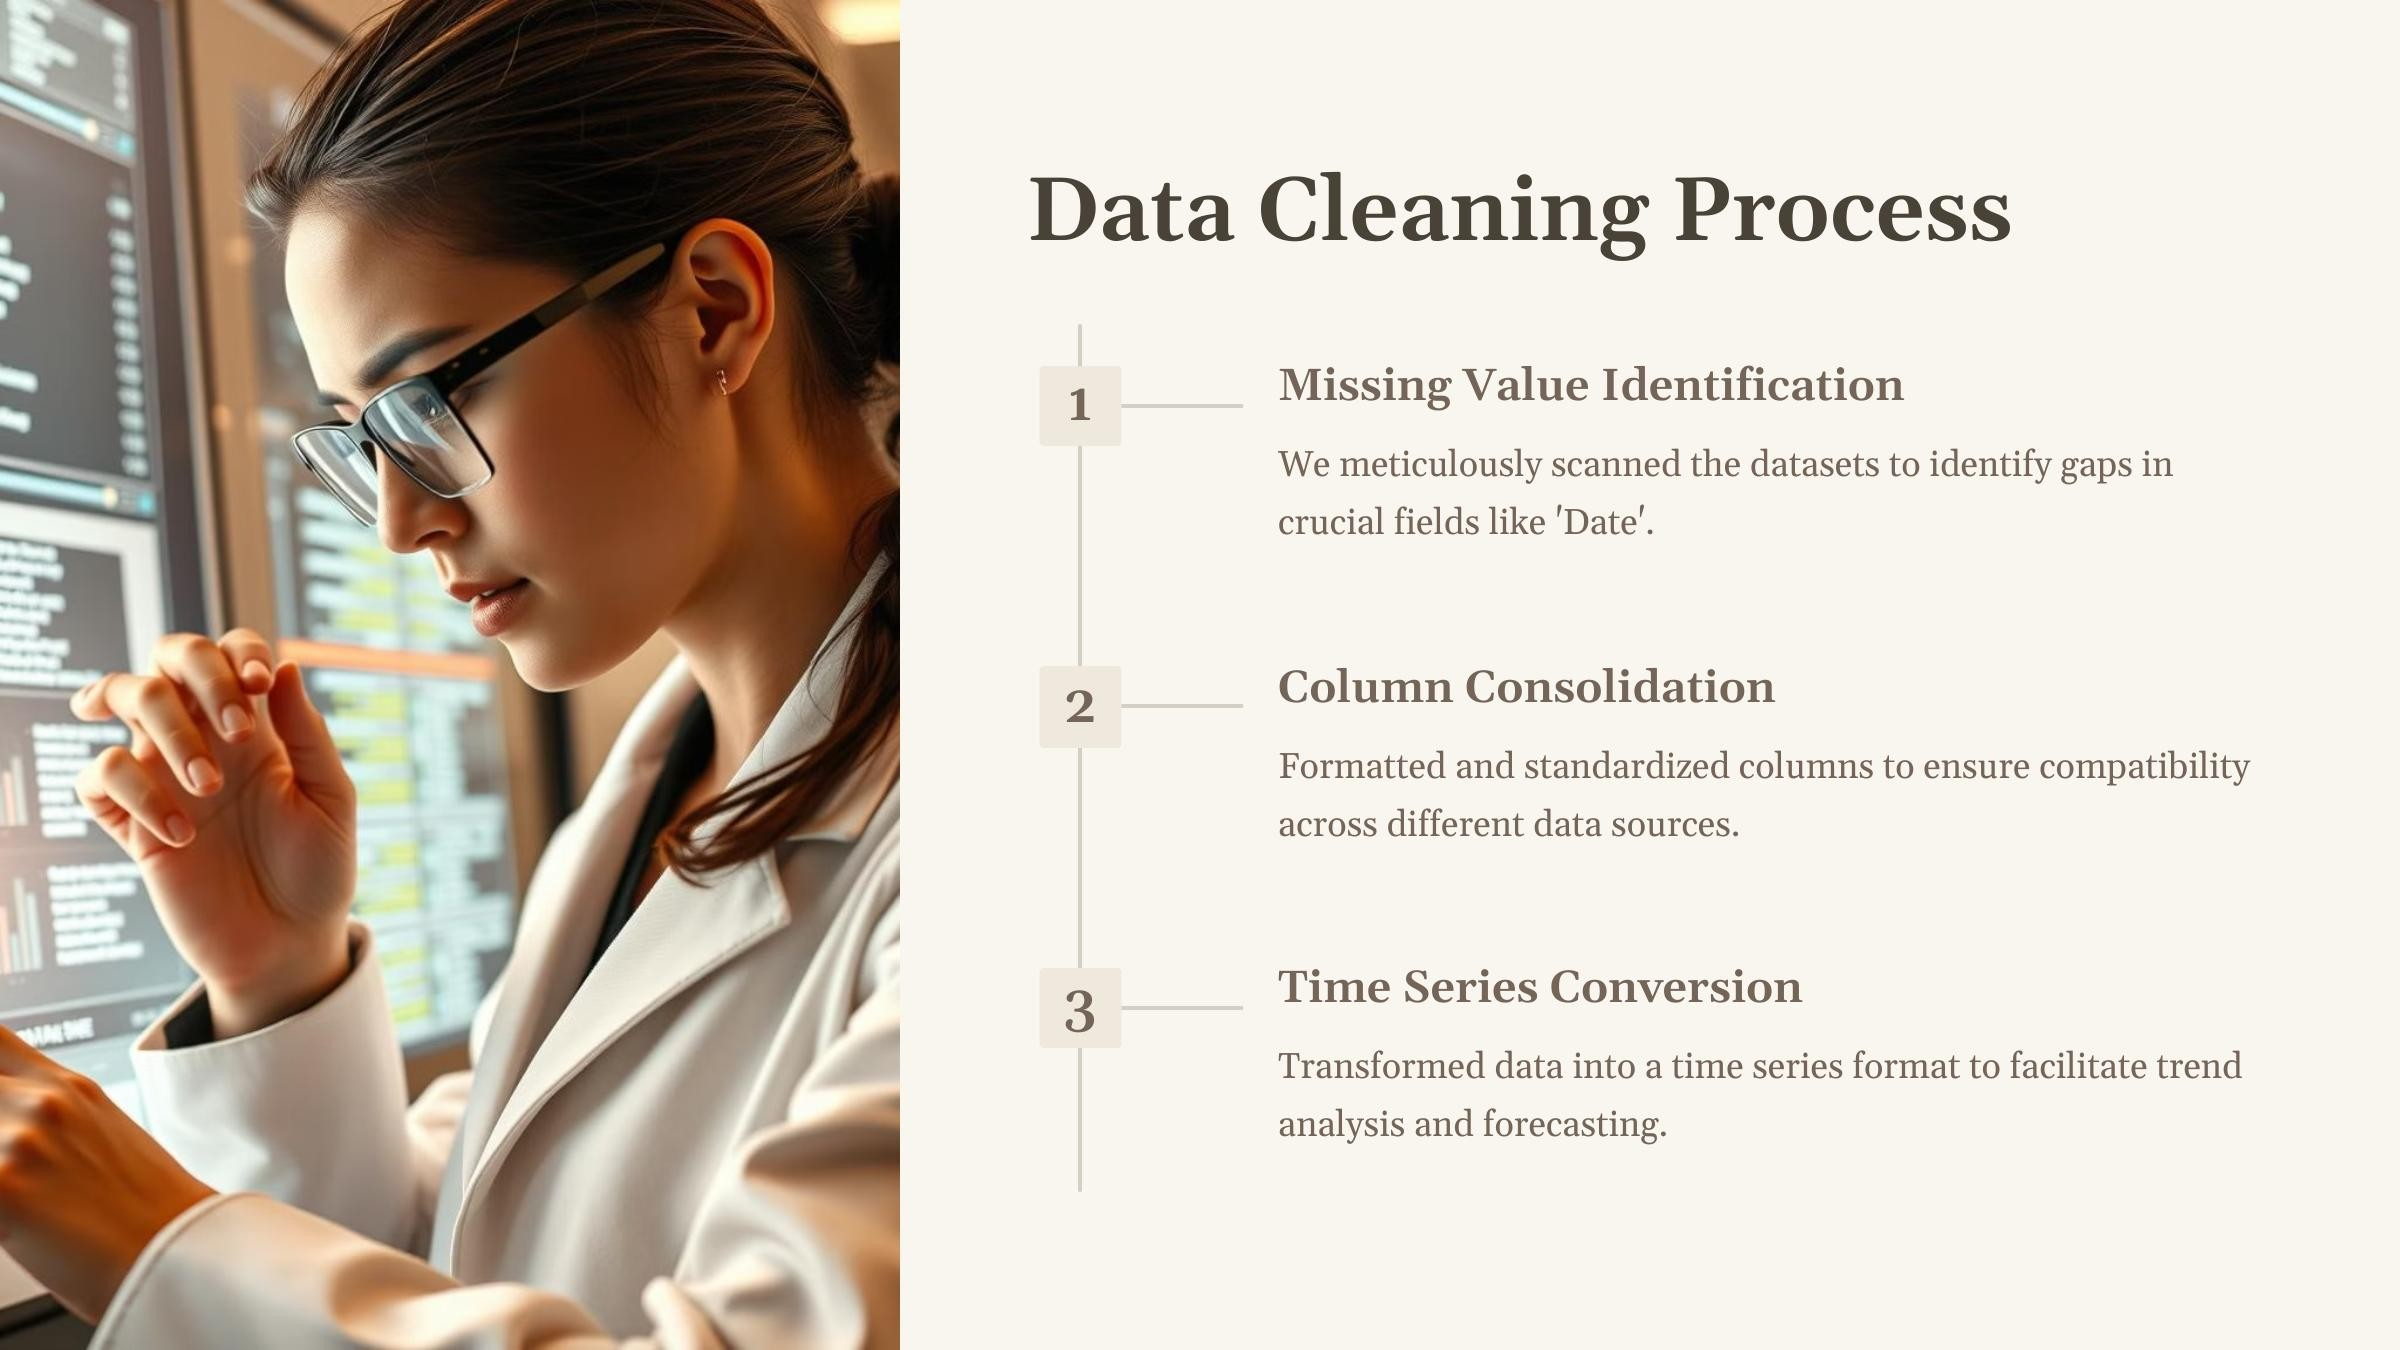 Data Cleaning Process
1
Missing Value Identification
We meticulously scanned the datasets to identify gaps in
crucial fields like 'Date'.
2
Column Consolidation
Formatted and standardized columns to ensure compatibility
across different data sources.
3
Time Series Conversion
Transformed data into a time series format to facilitate trend
analysis and forecasting.